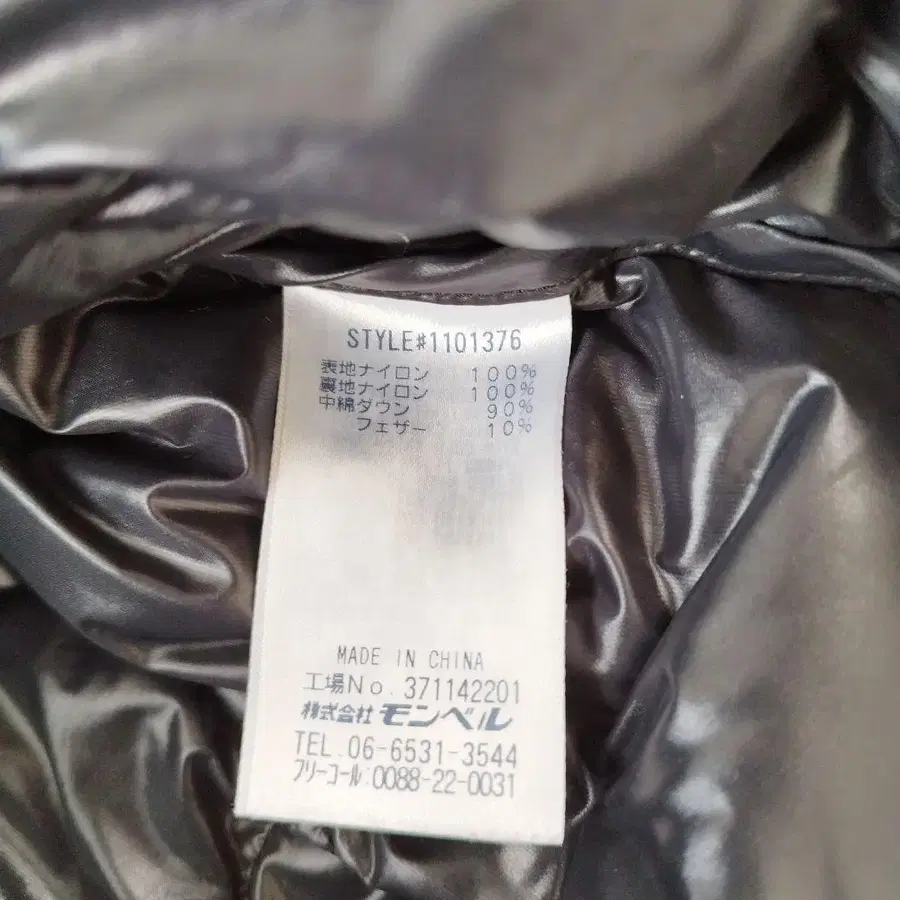 STYLE#1101376
表地ナイロン 100%
裏地ナイロン 100%
中綿ダウン 90%
フェザー 10%
MADE IN CHINA
工場No. 371142201
株式会社モンベル
TEL.06-6531-3544
フリーコール:0088-22-0031